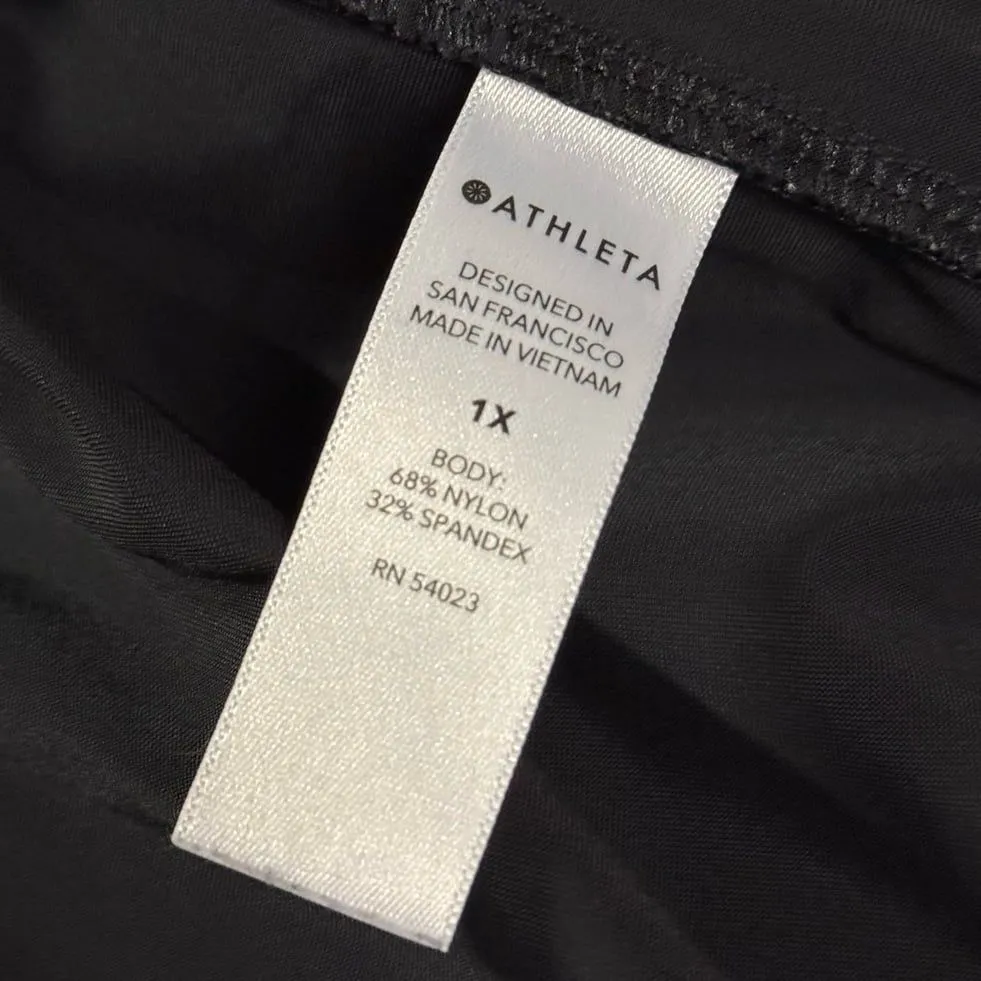 ATHLETA
DESIGNED IN
SAN FRANCISCO
MADE IN VIETNAM
1X
BODY:
68% NYLON
32% SPANDEX
RN 54023